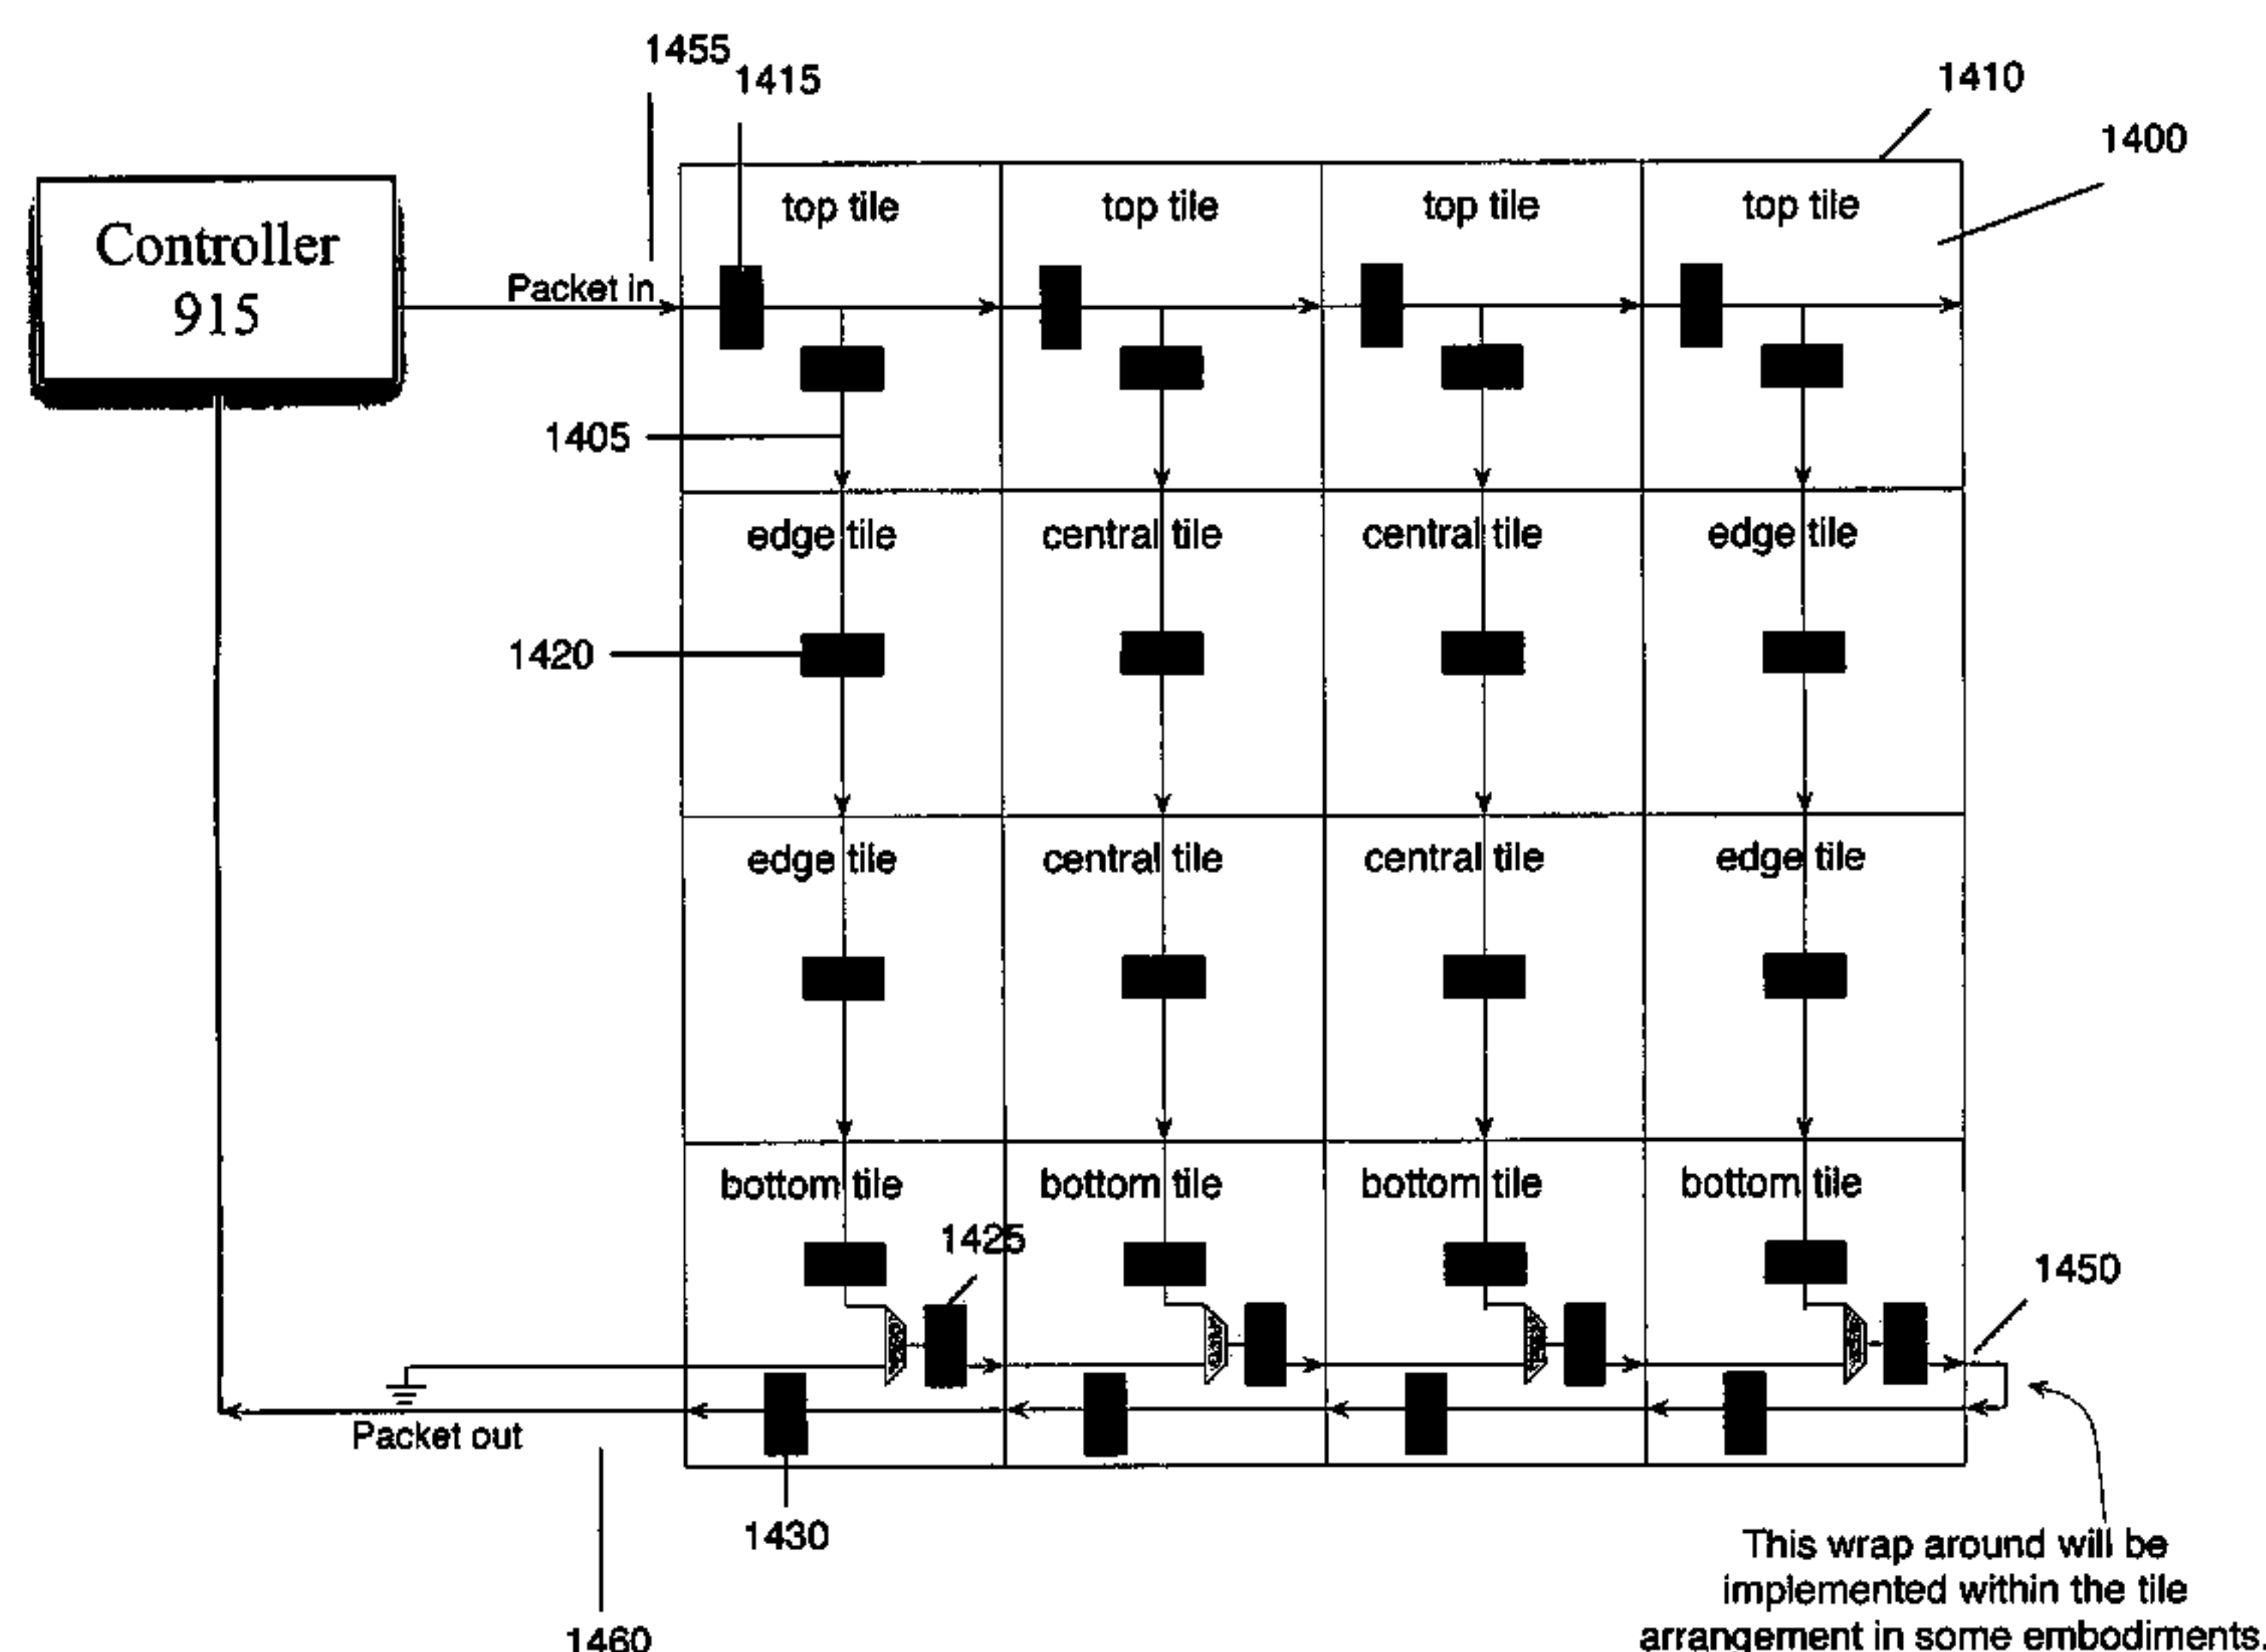 1455
1415
1410
1400
Controller
915
Packet in
top tile
top tile
top tile
top tile
1405
edge tile
central tile
central tile
edge tile
1420
edge tile
central tile
central tile
edge tile
bottom tile
bottom tile
bottom tile
bottom tile
1425
1450
Packet out
1430
1460
This wrap around will be
implemented within the tile
arrangement in some embodiments.